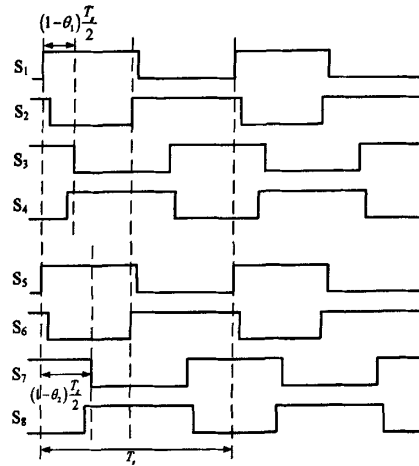 (1-θ₁) Tₛ/2
S₁
S₂
S₃
S₄
S₅
S₆
S₇
(1-θ₂) Tₛ/2
S₈
Tₛ